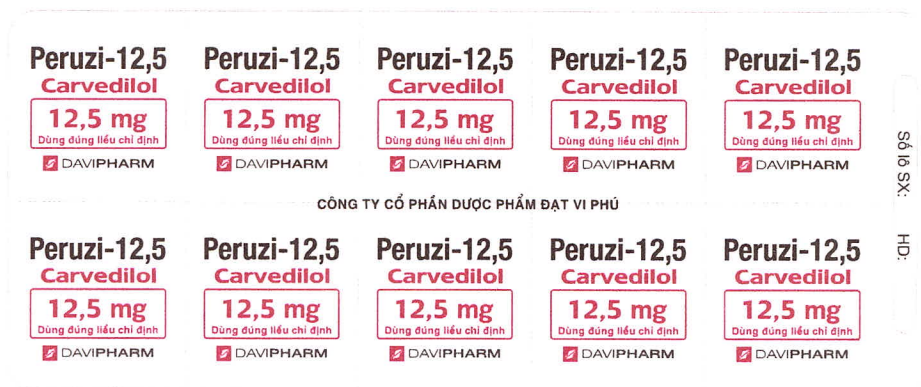 Peruzi-12,5 Peruzi-12,5 Peruzi-12,5 Peruzi-12,5 Peruzi-12,5
Carvedilol Carvedilol Carvedilol Carvedilol Carvedilol
12,5 mg 12,5 mg 12,5 mg 12,5 mg 12,5 mg
Dùng đúng liều chỉ định Dùng đúng liều chỉ định Dùng đúng liều chỉ định Dùng đúng liều chỉ định Dùng đúng liều chỉ định
DAVIPHARM DAVIPHARM DAVIPHARM DAVIPHARM DAVIPHARM
CÔNG TY CỔ PHẦN DƯỢC PHẨM ĐẠT VI PHÚ
Peruzi-12,5 Peruzi-12,5 Peruzi-12,5 Peruzi-12,5 Peruzi-12,5
Carvedilol Carvedilol Carvedilol Carvedilol Carvedilol
12,5 mg 12,5 mg 12,5 mg 12,5 mg 12,5 mg
Dùng đúng liều chỉ định Dùng đúng liều chỉ định Dùng đúng liều chỉ định Dùng đúng liều chỉ định Dùng đúng liều chỉ định
DAVIPHARM DAVIPHARM DAVIPHARM DAVIPHARM DAVIPHARM
Số lô SX: HD: